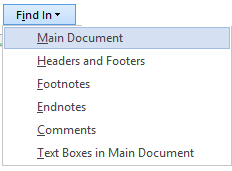 Find In
Main Document
Headers and Footers
Footnotes
Endnotes
Comments
Text Boxes in Main Document